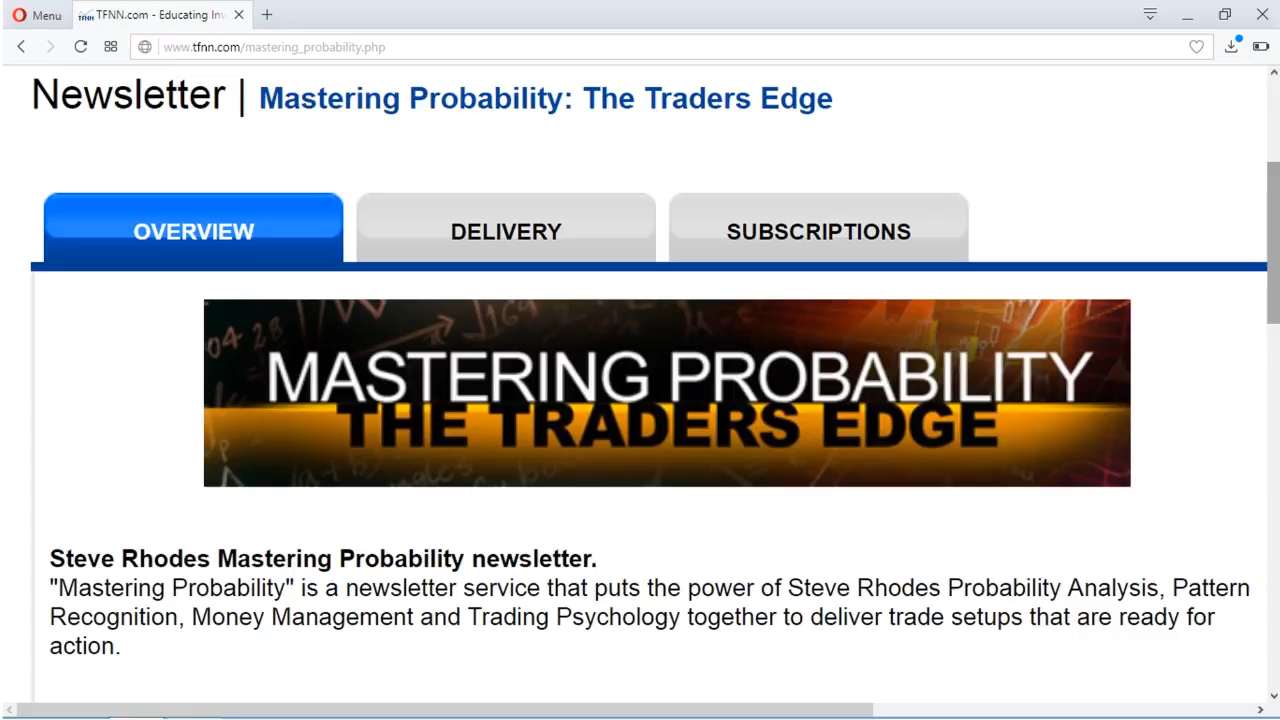 Menu
TFNN.com - Educating Inv
www.tfnn.com/mastering_probability.php
Newsletter | Mastering Probability: The Traders Edge
OVERVIEW
DELIVERY
SUBSCRIPTIONS
MASTERING PROBABILITY
THE TRADERS EDGE
Steve Rhodes Mastering Probability newsletter.
"Mastering Probability" is a newsletter service that puts the power of Steve Rhodes Probability Analysis, Pattern
Recognition, Money Management and Trading Psychology together to deliver trade setups that are ready for
action.